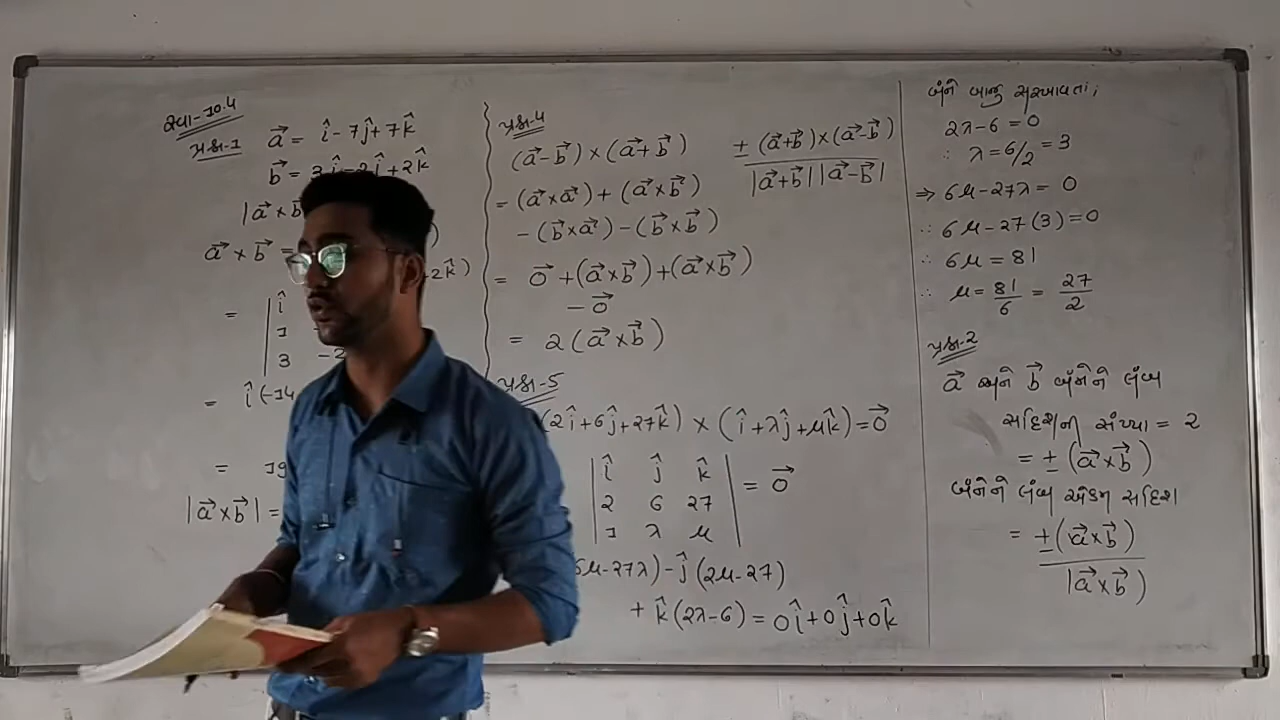 સ્વા-10.4
પ્રશ્ન-1
a⃗ = î - 7ĵ + 7k̂
b⃗ = 3î - 2ĵ + 2k̂
|a⃗ × b⃗
a⃗ × b⃗ =
2k̂)
= | î
1
3 -2
= î(-14
= 19
|a⃗ × b⃗| =
પ્રશ્ન-4
(a⃗ - b⃗) × (a⃗ + b⃗)
= (a⃗ × a⃗) + (a⃗ × b⃗)
- (b⃗ × a⃗) - (b⃗ × b⃗)
= 0⃗ + (a⃗ × b⃗) + (a⃗ × b⃗)
- 0⃗
= 2(a⃗ × b⃗)
± (a⃗ + b⃗) × (a⃗ - b⃗)
|a⃗ + b⃗| |a⃗ - b⃗|
પ્રશ્ન-5
(2î + 6ĵ + 27k̂) × (î + λĵ + μk̂) = 0⃗
| î ĵ k̂ |
| 2 6 27 | = 0⃗
| 1 λ μ |
6μ - 27λ) - ĵ(2μ - 27)
+ k̂(2λ - 6) = 0î + 0ĵ + 0k̂
બંને બાજુ સરખાવતાં,
2λ - 6 = 0
∴ λ = 6/2 = 3
⇒ 6μ - 27λ = 0
∴ 6μ - 27(3) = 0
∴ 6μ = 81
∴ μ = 81/6 = 27/2
પ્રશ્ન-2
a⃗ અને b⃗ બંનેને લંબ
સદિશની સંખ્યા = 2
= ± (a⃗ × b⃗)
બંનેને લંબ એકમ સદિશ
= ± (a⃗ × b⃗)
|a⃗ × b⃗|